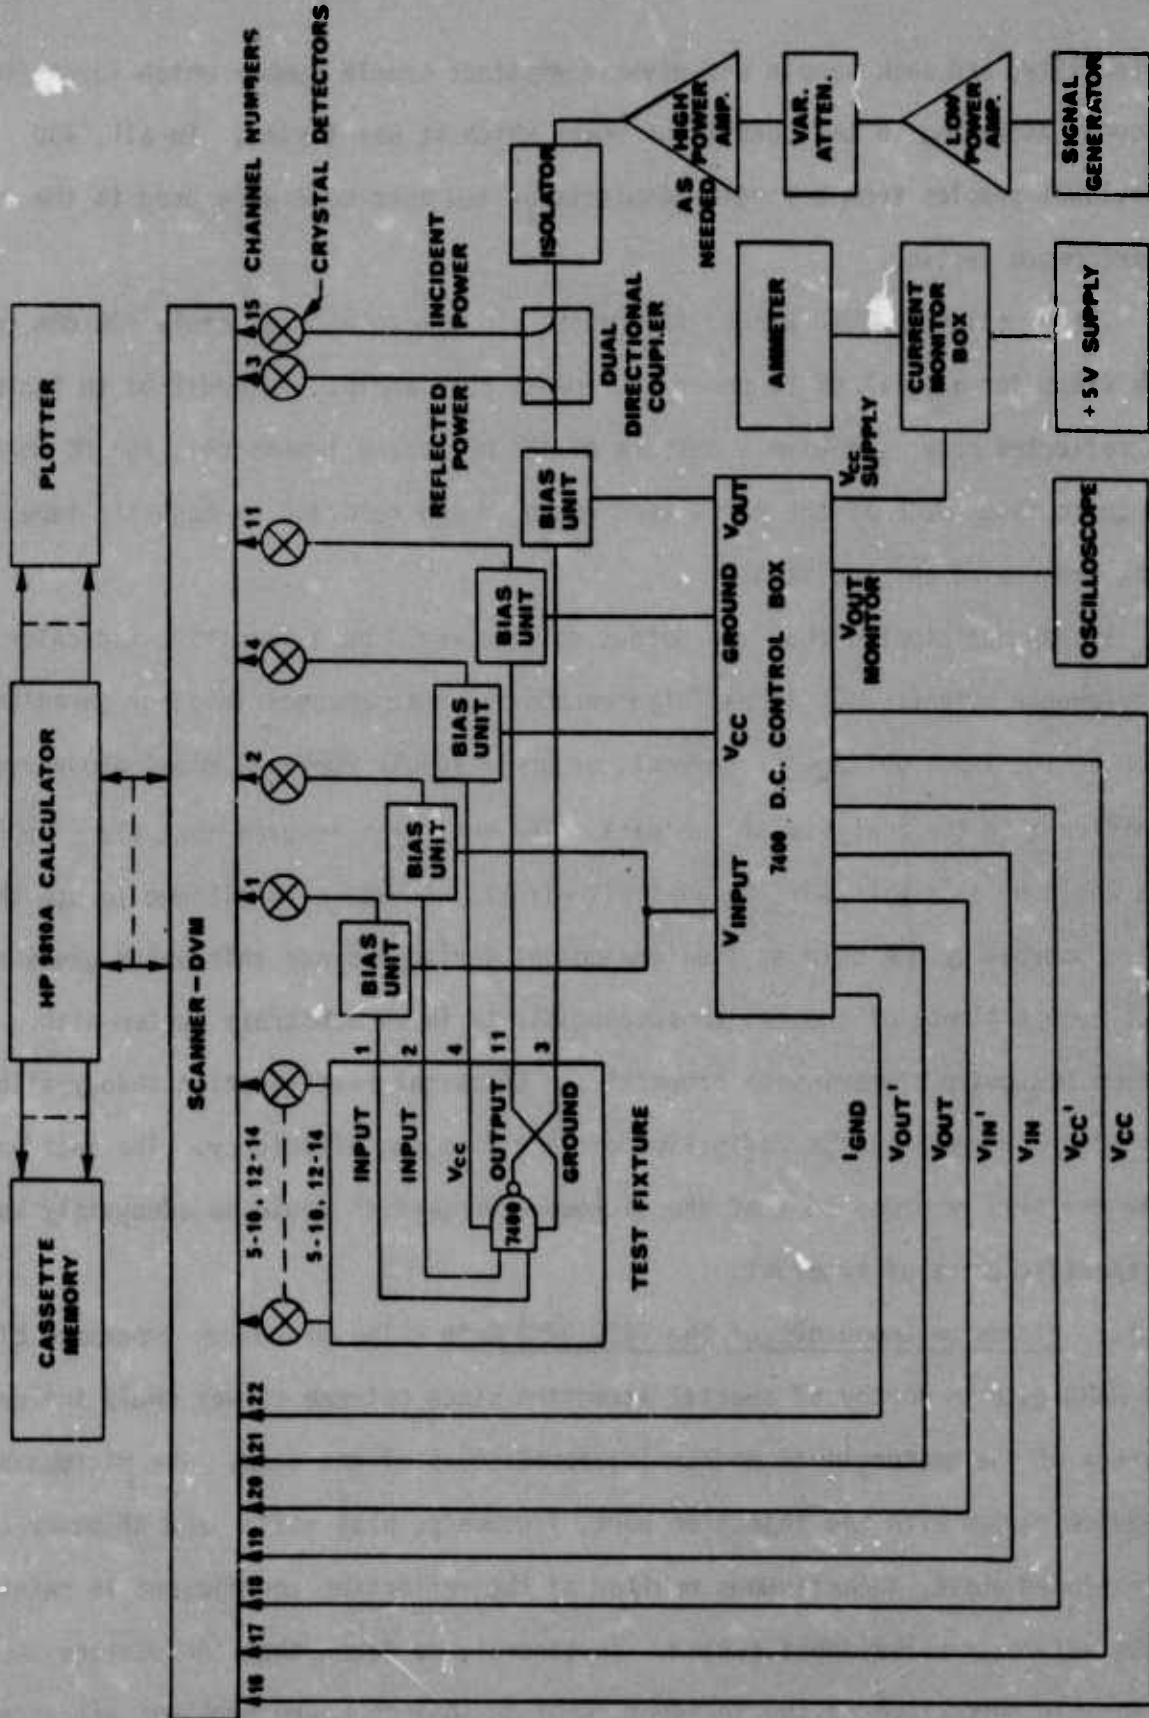 CASSETTE
MEMORY
HP 9810A CALCULATOR
PLOTTER
SCANNER-DVM
16
17
18
19
20
21
22
5-10, 12-14
1
2
4
11
3
15
CHANNEL NUMBERS
CRYSTAL DETECTORS
5-10, 12-14
INPUT
1
INPUT
2
VCC
4
OUTPUT
11
GROUND
3
7400
TEST FIXTURE
BIAS
UNIT
BIAS
UNIT
BIAS
UNIT
BIAS
UNIT
BIAS
UNIT
REFLECTED
POWER
INCIDENT
POWER
DUAL
DIRECTIONAL
COUPLER
ISOLATOR
HIGH
POWER
AMP.
AS
NEEDED
VAR.
ATTEN.
LOW
POWER
AMP.
SIGNAL
GENERATOR
AMMETER
CURRENT
MONITOR
BOX
+5V SUPPLY
VCC
SUPPLY
VINPUT
VCC
GROUND
VOUT
7400 D.C. CONTROL BOX
VOUT
MONITOR
OSCILLOSCOPE
IGND
VOUT'
VOUT
VIN'
VIN
VCC'
VCC